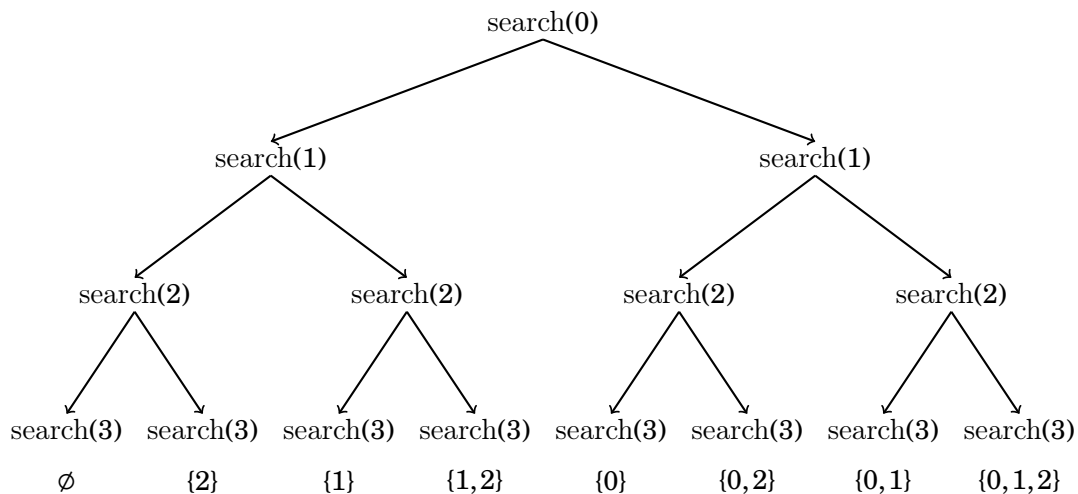 search(0)
search(1) search(1)
search(2) search(2) search(2) search(2)
search(3) search(3) search(3) search(3) search(3) search(3) search(3) search(3)
∅ {2} {1} {1,2} {0} {0,2} {0,1} {0,1,2}